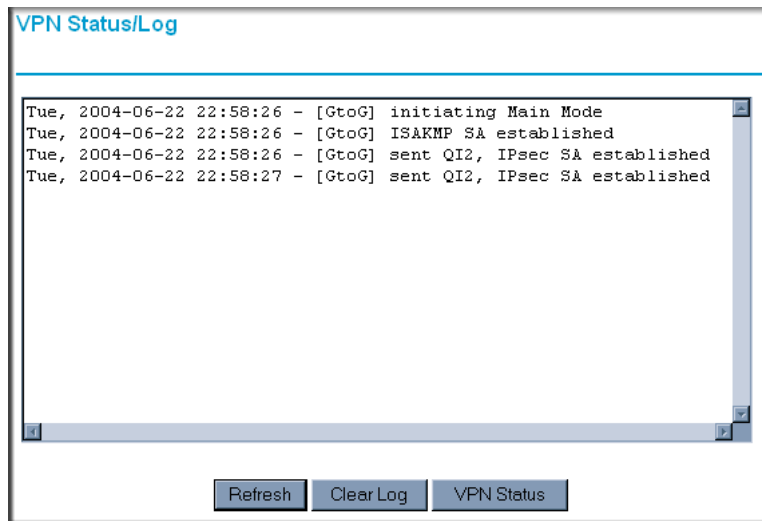 VPN Status/Log
Tue, 2004-06-22 22:58:26 - [GtoG] initiating Main Mode
Tue, 2004-06-22 22:58:26 - [GtoG] ISAKMP SA established
Tue, 2004-06-22 22:58:26 - [GtoG] sent QI2, IPsec SA established
Tue, 2004-06-22 22:58:27 - [GtoG] sent QI2, IPsec SA established
Refresh Clear Log VPN Status